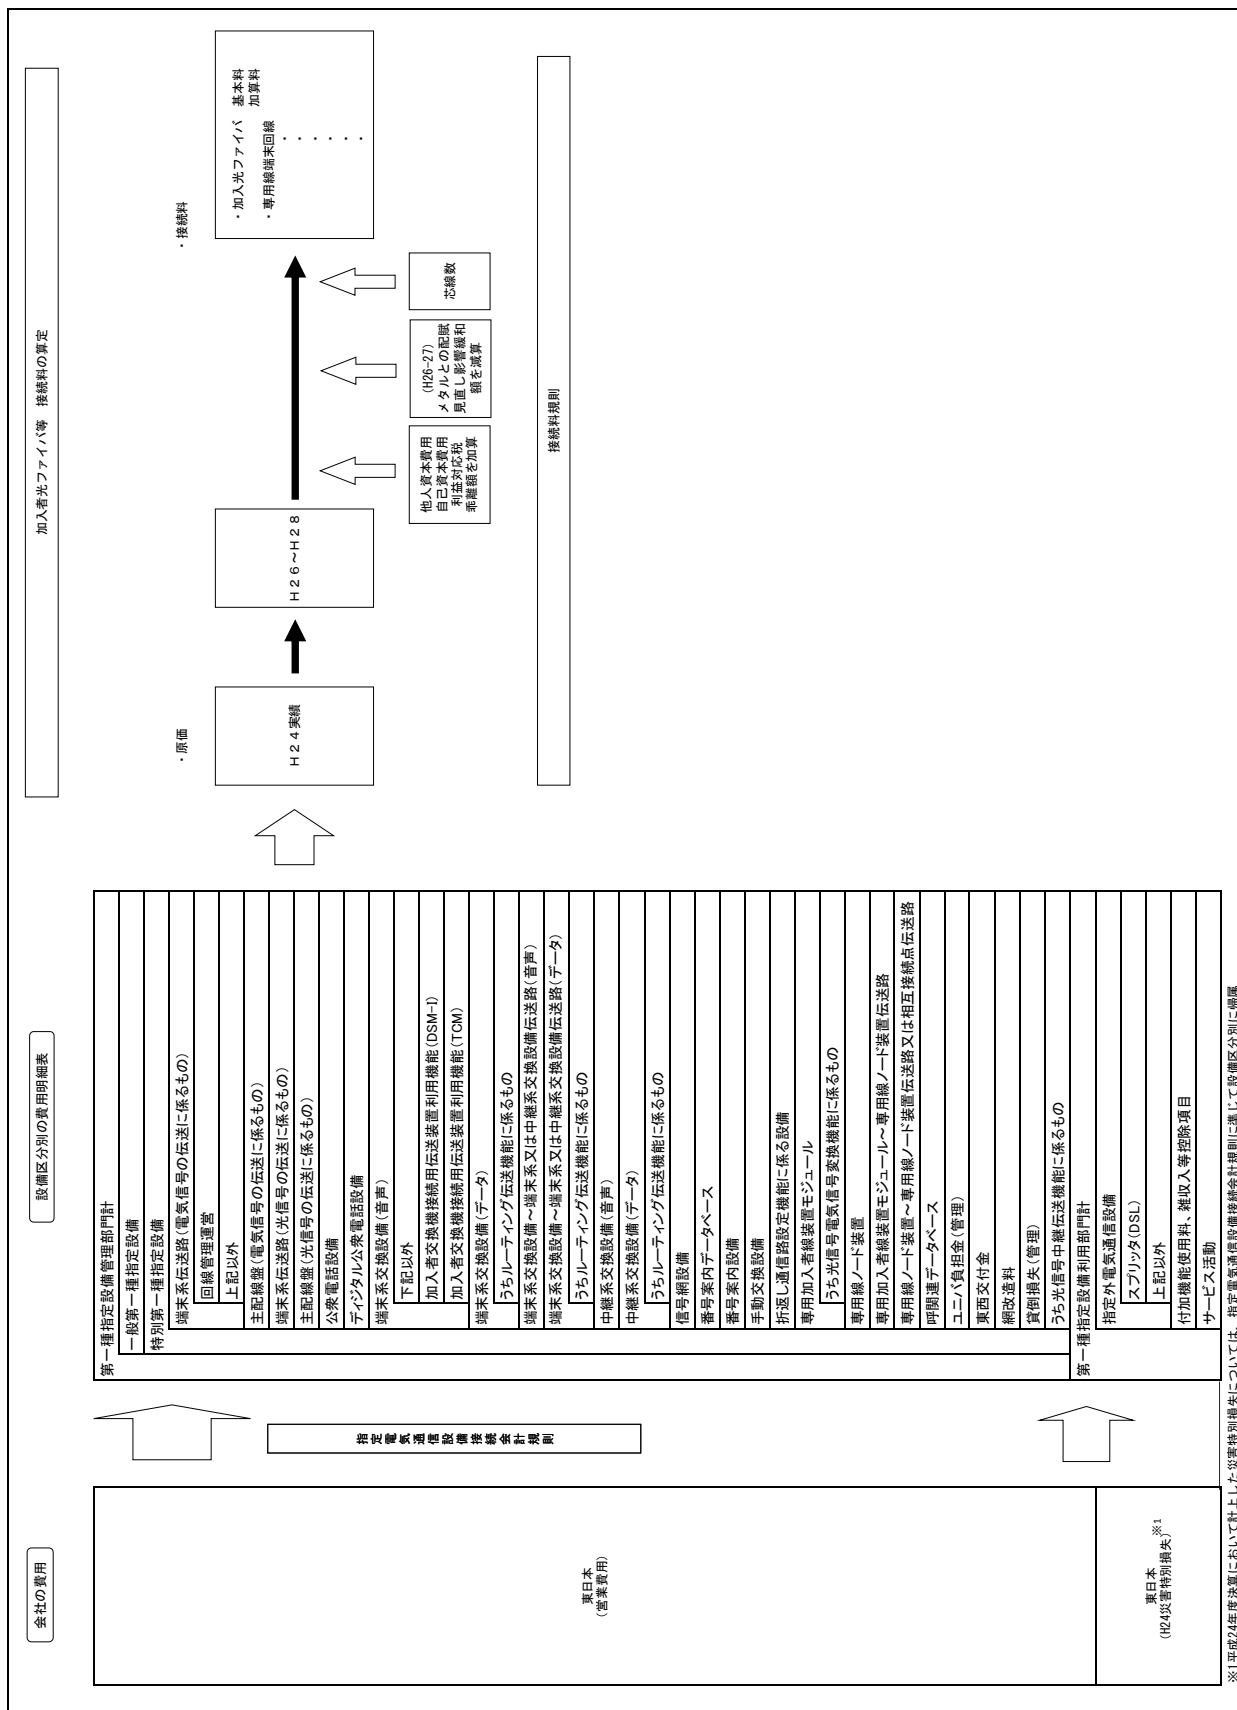 会社の費用
東日本
(営業費用)
東日本
(H24災害特別損失)※1
指定電気通信設備接続会計規則
設備区分別の費用明細表
第一種指定設備管理部門計
一般第一種指定設備
特別第一種指定設備
端末系伝送路(電気信号の伝送に係るもの)
回線管理運営
上記以外
主配線盤(電気信号の伝送に係るもの)
端末系伝送路(光信号の伝送に係るもの)
主配線盤(光信号の伝送に係るもの)
公衆電話設備
ディジタル公衆電話設備
端末系交換設備(音声)
下記以外
加入者交換機接続用伝送装置利用機能(DSM-I)
加入者交換機接続用伝送装置利用機能(TCM)
端末系交換設備(データ)
うちルーティング伝送機能に係るもの
端末系交換設備～端末系又は中継系交換設備伝送路(音声)
端末系交換設備～端末系又は中継系交換設備伝送路(データ)
うちルーティング伝送機能に係るもの
中継系交換設備(音声)
中継系交換設備(データ)
うちルーティング伝送機能に係るもの
信号網設備
番号案内データベース
番号案内設備
手動交換設備
折返し通信路設定機能に係る設備
専用加入者線装置モジュール
うち光信号電気信号変換機能に係るもの
専用線ノード装置
専用加入者線装置モジュール～専用線ノード装置伝送路
専用線ノード装置～専用線ノード装置伝送路又は相互接続点伝送路
呼関連データベース
ユニバ負担金(管理)
東西交付金
網改造料
貸倒損失(管理)
うち光信号中継伝送機能に係るもの
第一種指定設備利用部門計
指定外電気通信設備
スプリッタ(DSL)
上記以外
付加機能使用料、雑収入等控除項目
サービス活動
加入者光ファイバ等　接続料の算定
・原価
H24実績
H26～H28
他人資本費用
自己資本費用
利益対応税
乖離額を加算
(H26-27)
メタルとの配賦
見直し影響緩和
額を減算
芯線数
・接続料
・加入光ファイバ　基本料
加算料
・専用線端末回線
・
・
・
・
・
・
接続料規則
※1平成24年度決算において計上した災害特別損失については、指定電気通信設備接続会計規則に準じて設備区分別に帰属